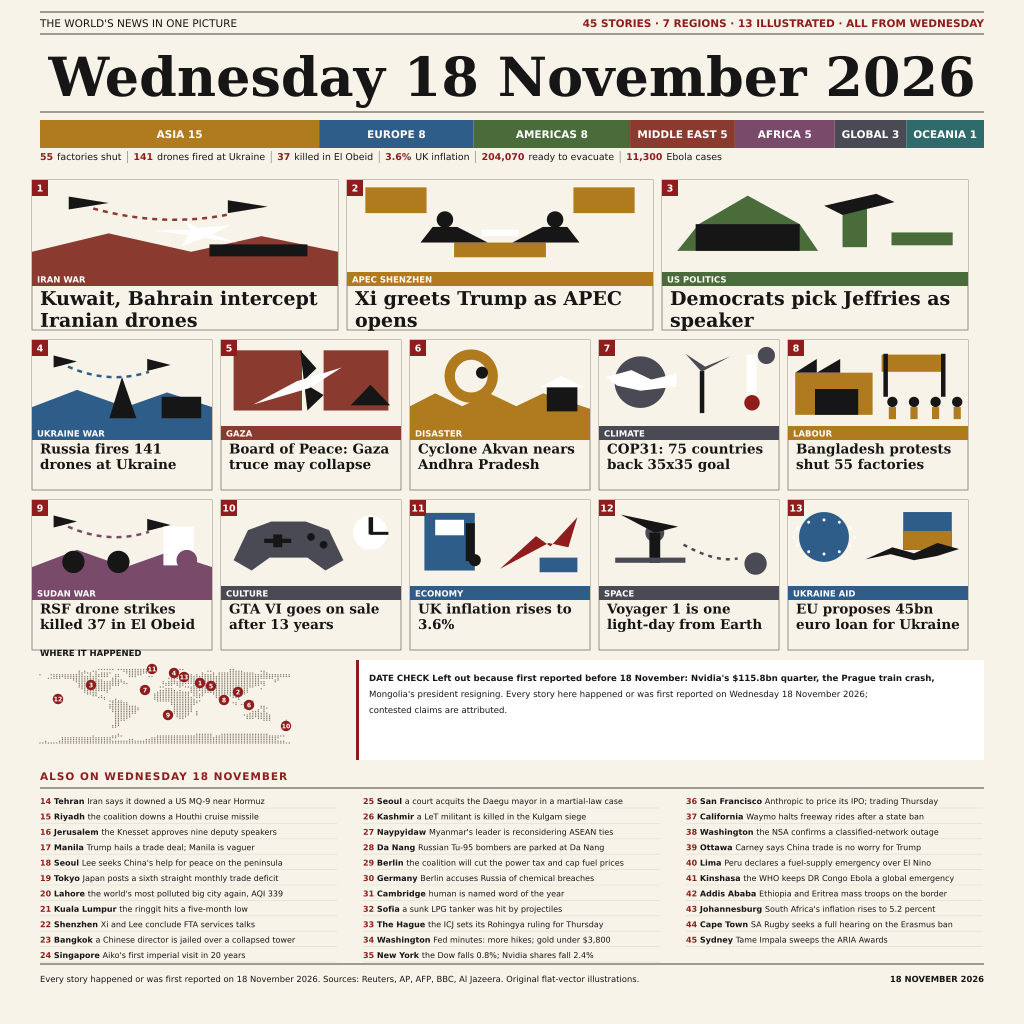 THE WORLD'S NEWS IN ONE PICTURE
45 STORIES · 7 REGIONS · 13 ILLUSTRATED · ALL FROM WEDNESDAY
Wednesday 18 November 2026
ASIA 15
EUROPE 8
AMERICAS 8
MIDDLE EAST 5
AFRICA 5
GLOBAL 3
OCEANIA 1
55 factories shut
141 drones fired at Ukraine
37 killed in El Obeid
3.6% UK inflation
204,070 ready to evacuate
11,300 Ebola cases
1
IRAN WAR
Kuwait, Bahrain intercept
Iranian drones
2
APEC SHENZHEN
Xi greets Trump as APEC
opens
3
US POLITICS
Democrats pick Jeffries as
speaker
4
UKRAINE WAR
Russia fires 141
drones at Ukraine
5
GAZA
Board of Peace: Gaza
truce may collapse
6
DISASTER
Cyclone Akvan nears
Andhra Pradesh
7
CLIMATE
COP31: 75 countries
back 35x35 goal
8
LABOUR
Bangladesh protests
shut 55 factories
9
SUDAN WAR
RSF drone strikes
killed 37 in El Obeid
10
CULTURE
GTA VI goes on sale
after 13 years
11
ECONOMY
UK inflation rises to
3.6%
12
SPACE
Voyager 1 is one
light-day from Earth
13
UKRAINE AID
EU proposes 45bn
euro loan for Ukraine
WHERE IT HAPPENED
11
4
13
3
1
5
7
2
12
8
6
9
10
DATE CHECK Left out because first reported before 18 November: Nvidia's $115.8bn quarter, the Prague train crash,
Mongolia's president resigning. Every story here happened or was first reported on Wednesday 18 November 2026;
contested claims are attributed.
ALSO ON WEDNESDAY 18 NOVEMBER
14 Tehran Iran says it downed a US MQ-9 near Hormuz
15 Riyadh the coalition downs a Houthi cruise missile
16 Jerusalem the Knesset approves nine deputy speakers
17 Manila Trump hails a trade deal; Manila is vaguer
18 Seoul Lee seeks China's help for peace on the peninsula
19 Tokyo Japan posts a sixth straight monthly trade deficit
20 Lahore the world's most polluted big city again, AQI 339
21 Kuala Lumpur the ringgit hits a five-month low
22 Shenzhen Xi and Lee conclude FTA services talks
23 Bangkok a Chinese director is jailed over a collapsed tower
24 Singapore Aiko's first imperial visit in 20 years
25 Seoul a court acquits the Daegu mayor in a martial-law case
26 Kashmir a LeT militant is killed in the Kulgam siege
27 Naypyidaw Myanmar's leader is reconsidering ASEAN ties
28 Da Nang Russian Tu-95 bombers are parked at Da Nang
29 Berlin the coalition will cut the power tax and cap fuel prices
30 Germany Berlin accuses Russia of chemical breaches
31 Cambridge human is named word of the year
32 Sofia a sunk LPG tanker was hit by projectiles
33 The Hague the ICJ sets its Rohingya ruling for Thursday
34 Washington Fed minutes: more hikes; gold under $3,800
35 New York the Dow falls 0.8%; Nvidia shares fall 2.4%
36 San Francisco Anthropic to price its IPO; trading Thursday
37 California Waymo halts freeway rides after a state ban
38 Washington the NSA confirms a classified-network outage
39 Ottawa Carney says China trade is no worry for Trump
40 Lima Peru declares a fuel-supply emergency over El Nino
41 Kinshasa the WHO keeps DR Congo Ebola a global emergency
42 Addis Ababa Ethiopia and Eritrea mass troops on the border
43 Johannesburg South Africa's inflation rises to 5.2 percent
44 Cape Town SA Rugby seeks a full hearing on the Erasmus ban
45 Sydney Tame Impala sweeps the ARIA Awards
Every story happened or was first reported on 18 November 2026. Sources: Reuters, AP, AFP, BBC, Al Jazeera. Original flat-vector illustrations.
18 NOVEMBER 2026